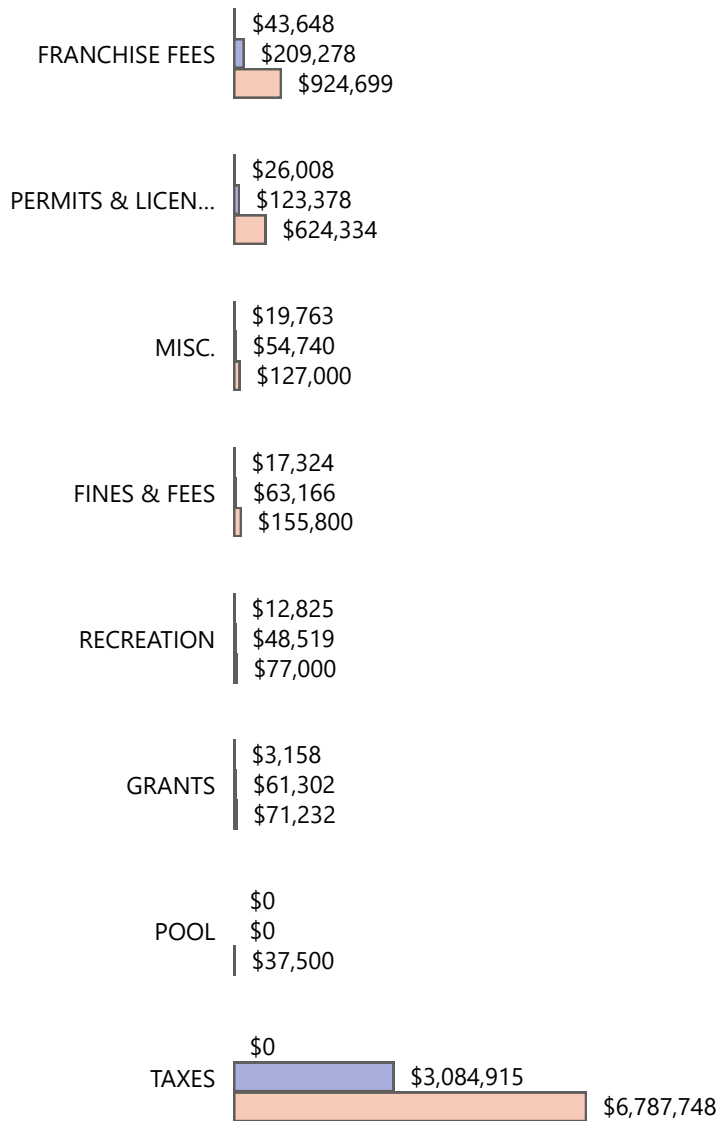 $43,648
FRANCHISE FEES $209,278
$924,699
$26,008
PERMITS & LICEN... $123,378
$624,334
$19,763
MISC. $54,740
$127,000
$17,324
FINES & FEES $63,166
$155,800
$12,825
RECREATION $48,519
$77,000
$3,158
GRANTS $61,302
$71,232
$0
POOL $0
$37,500
$0
TAXES $3,084,915
$6,787,748